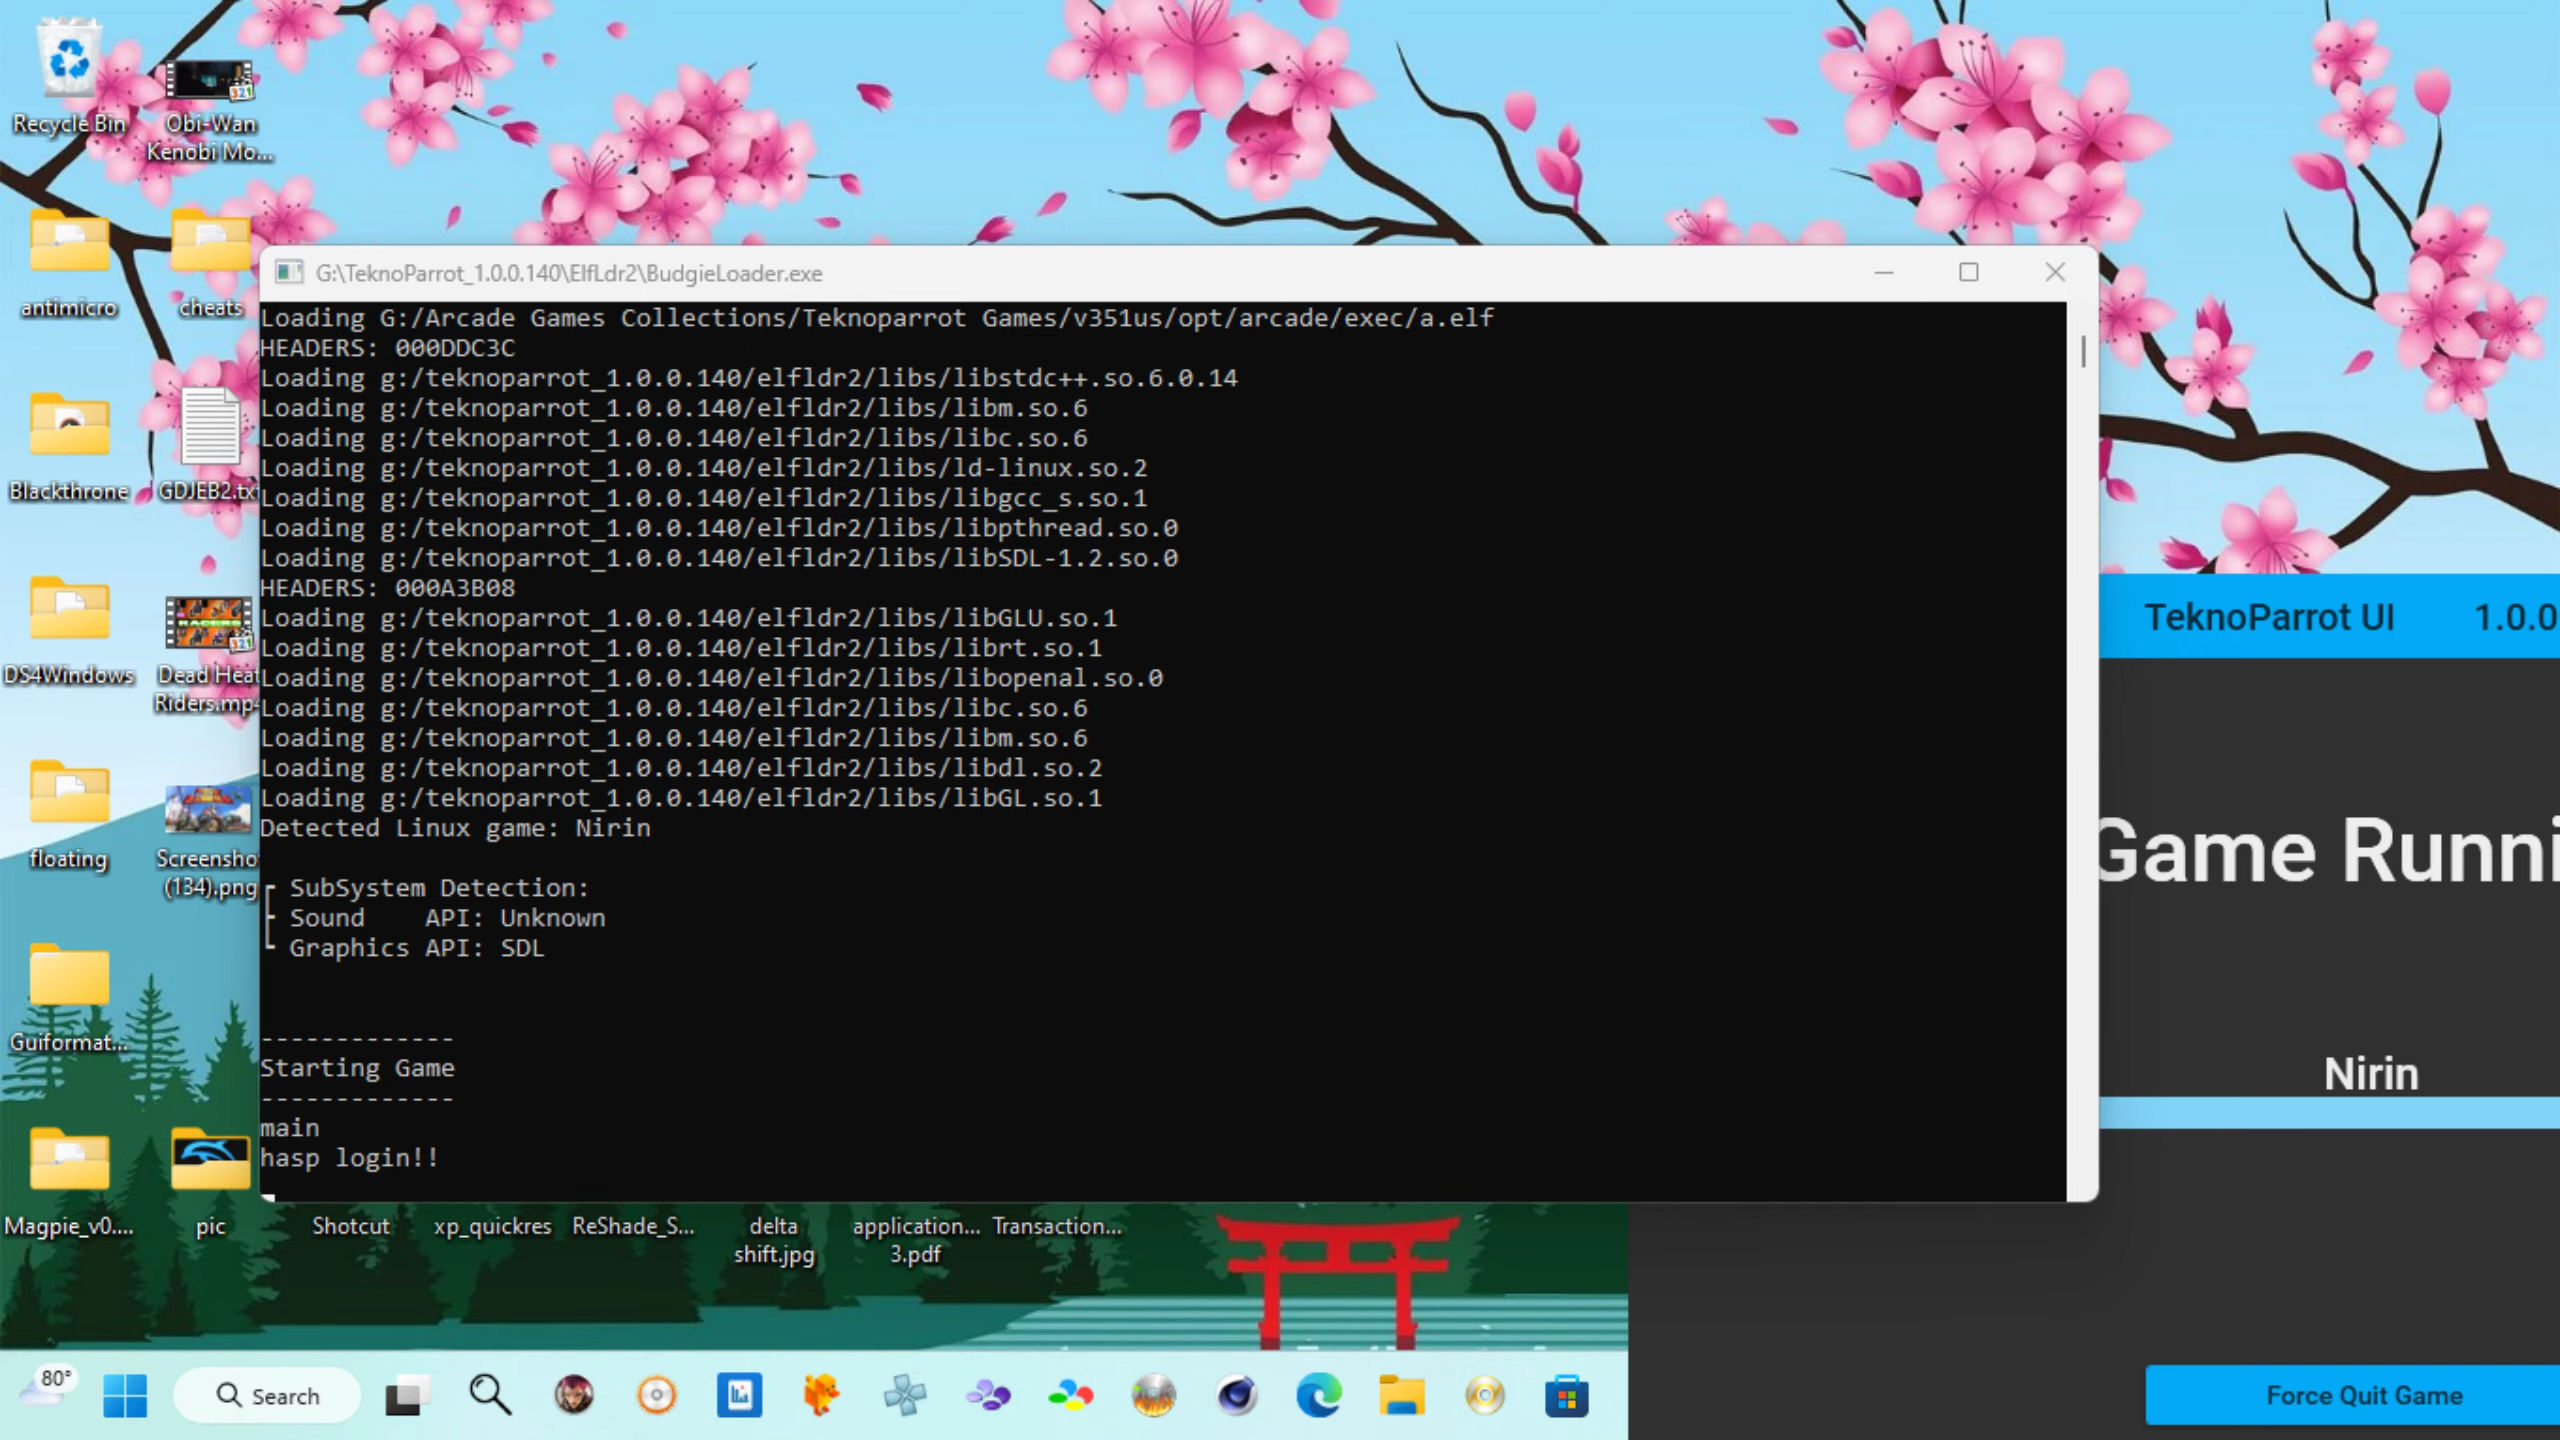 Recycle Bin
Obi-Wan
Kenobi Mo...
antimicro
cheats
Blackthrone
GDJEB2.tx
DS4Windows
Dead Heat
Riders.mp4
floating
Screensho
(134).png
Guiformat...
Magpie_v0....
pic
Shotcut
xp_quickres
ReShade_S...
delta
shift.jpg
application...
3.pdf
Transaction...
G:\TeknoParrot_1.0.0.140\ElfLdr2\BudgieLoader.exe
Loading G:/Arcade Games Collections/Teknoparrot Games/v351us/opt/arcade/exec/a.elf
HEADERS: 000DDC3C
Loading g:/teknoparrot_1.0.0.140/elfldr2/libs/libstdc++.so.6.0.14
Loading g:/teknoparrot_1.0.0.140/elfldr2/libs/libm.so.6
Loading g:/teknoparrot_1.0.0.140/elfldr2/libs/libc.so.6
Loading g:/teknoparrot_1.0.0.140/elfldr2/libs/ld-linux.so.2
Loading g:/teknoparrot_1.0.0.140/elfldr2/libs/libgcc_s.so.1
Loading g:/teknoparrot_1.0.0.140/elfldr2/libs/libpthread.so.0
Loading g:/teknoparrot_1.0.0.140/elfldr2/libs/libSDL-1.2.so.0
HEADERS: 000A3B08
Loading g:/teknoparrot_1.0.0.140/elfldr2/libs/libGLU.so.1
Loading g:/teknoparrot_1.0.0.140/elfldr2/libs/librt.so.1
Loading g:/teknoparrot_1.0.0.140/elfldr2/libs/libopenal.so.0
Loading g:/teknoparrot_1.0.0.140/elfldr2/libs/libc.so.6
Loading g:/teknoparrot_1.0.0.140/elfldr2/libs/libm.so.6
Loading g:/teknoparrot_1.0.0.140/elfldr2/libs/libdl.so.2
Loading g:/teknoparrot_1.0.0.140/elfldr2/libs/libGL.so.1
Detected Linux game: Nirin
SubSystem Detection:
Sound    API: Unknown
Graphics API: SDL
-------------
Starting Game
-------------
main
hasp login!!
TeknoParrot UI 1.0.0
Game Runni
Nirin
Force Quit Game
80°
Search